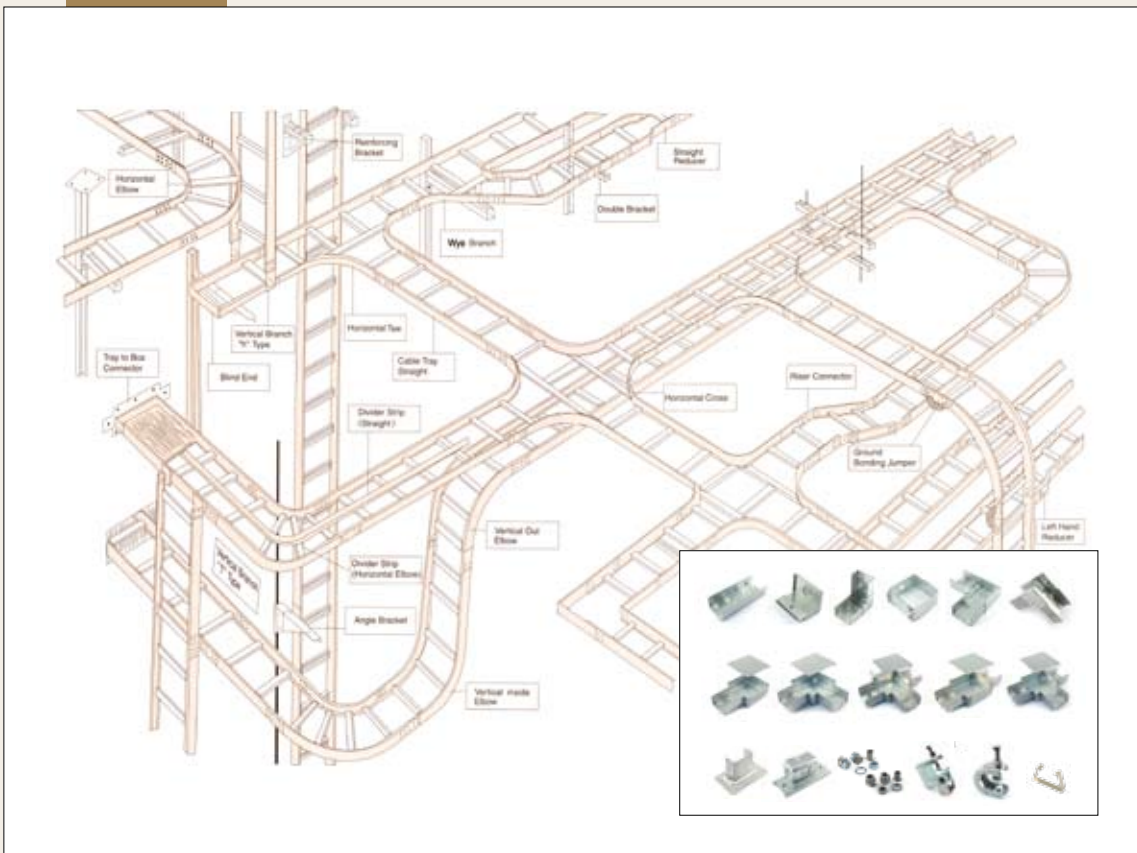 Reinforcing
Bracket
Straight
Reducer
Horizontal
Elbow
Double Bracket
Wye Branch
Vertical Branch
"h" Type
Horizontal Tee
Tray to Box
Connector
Blind End
Cable Tray
Straight
Riser Connector
Horizontal Cross
Divider Strip
(Straight)
Ground
Bonding Jumper
Vertical Out
Elbow
Left Hand
Reducer
Vertical Branch
Type
Divider Strip
(Horizontal Elbow)
Angle Bracket
Vertical Inside
Elbow